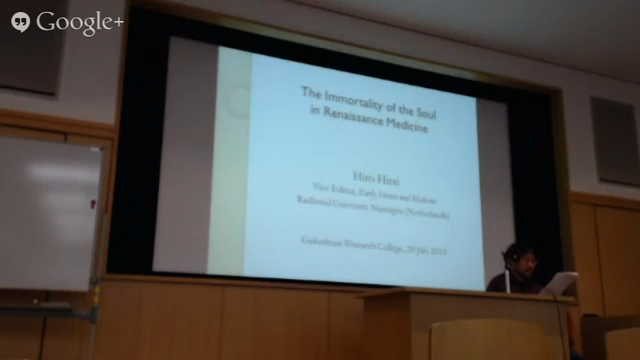 Google+
The Immortality of the Soul
in Renaissance Medicine
Hiro Hirai
Vice Editor, Early Science and Medicine
Radboud University Nijmegen (Netherlands)
Women's College, 20 July 2013